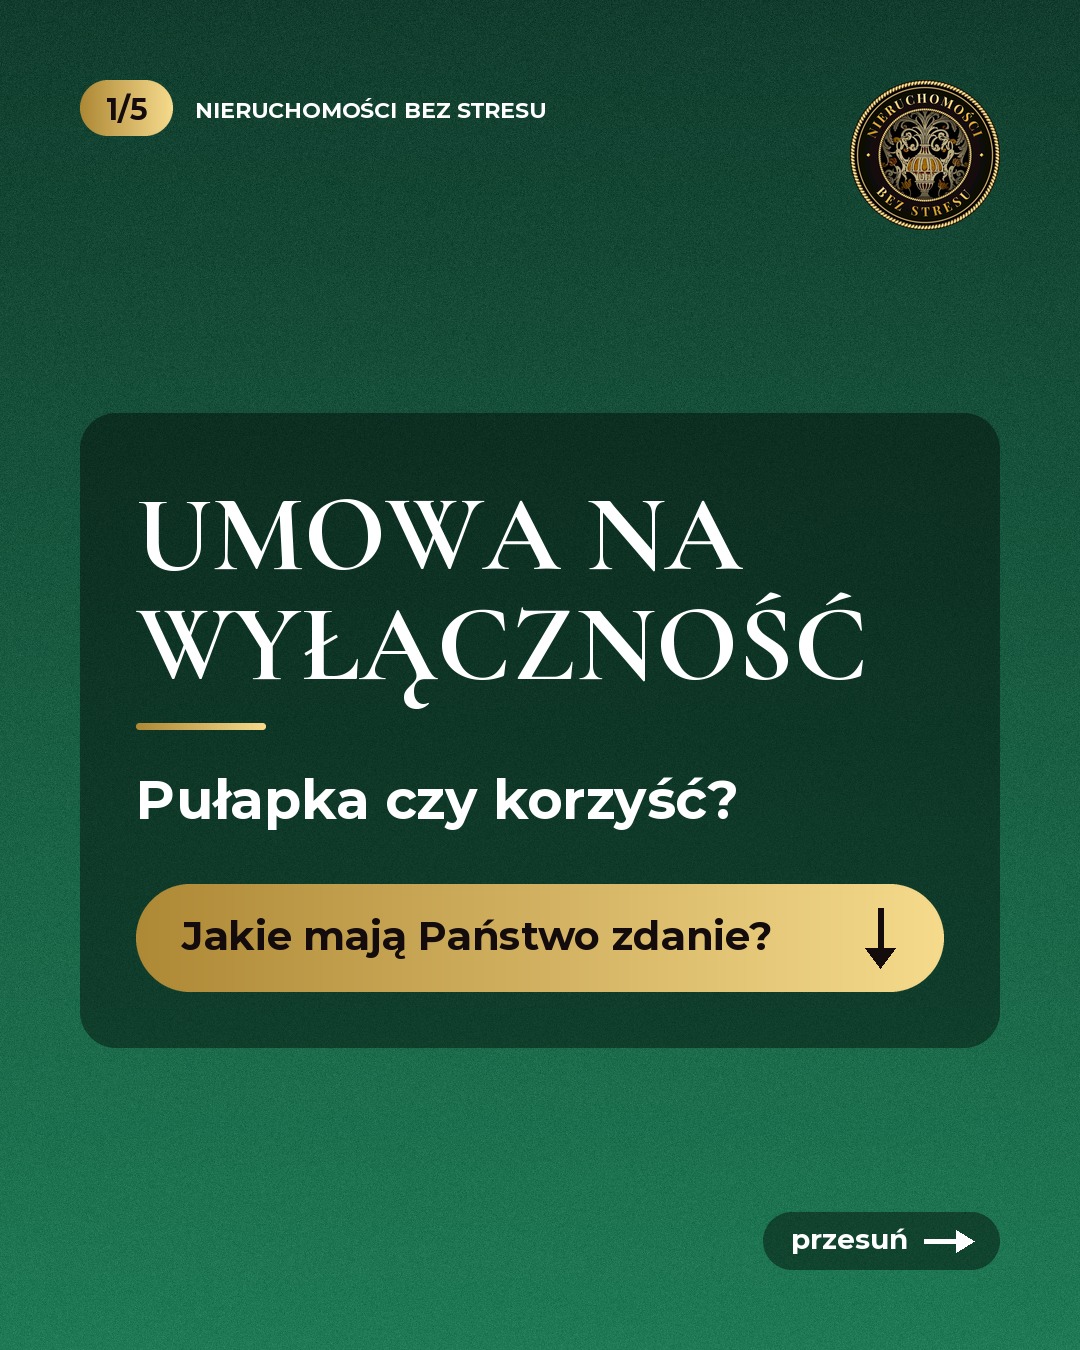 1/5 NIERUCHOMOŚCI BEZ STRESU
NIERUCHOMOŚCI
BEZ STRESU
UMOWA NA
WYŁĄCZNOŚĆ
Pułapka czy korzyść?
Jakie mają Państwo zdanie?
przesuń